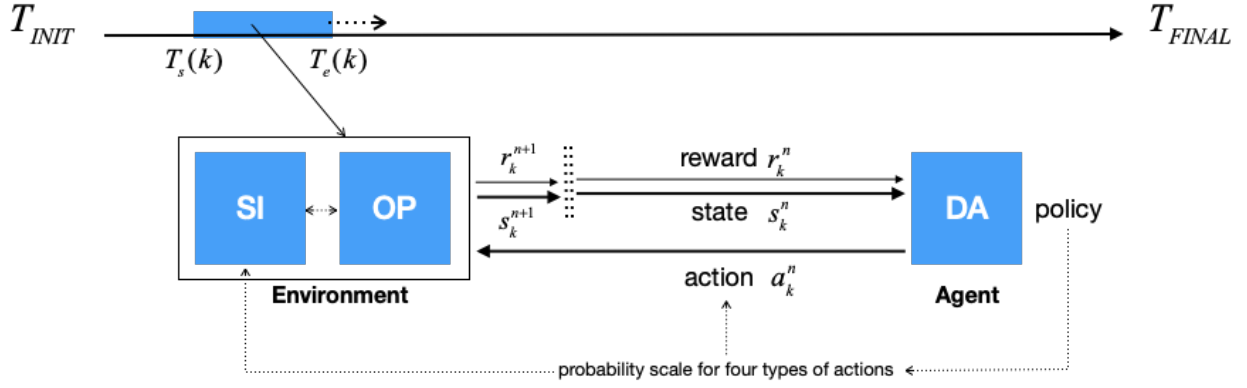 T_INIT
T_FINAL
T_s(k)
T_e(k)
SI
OP
r_k^{n+1}
s_k^{n+1}
reward r_k^n
state s_k^n
action a_k^n
DA
policy
Environment
Agent
probability scale for four types of actions